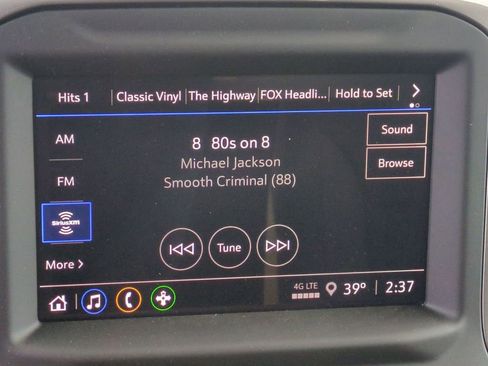 Hits 1 Classic Vinyl The Highway FOX Headli... Hold to Set >
AM
8 80s on 8
Sound
Michael Jackson
Browse
FM
Smooth Criminal (88)
SiriusXM
Tune
More >
4G LTE 39° 2:37